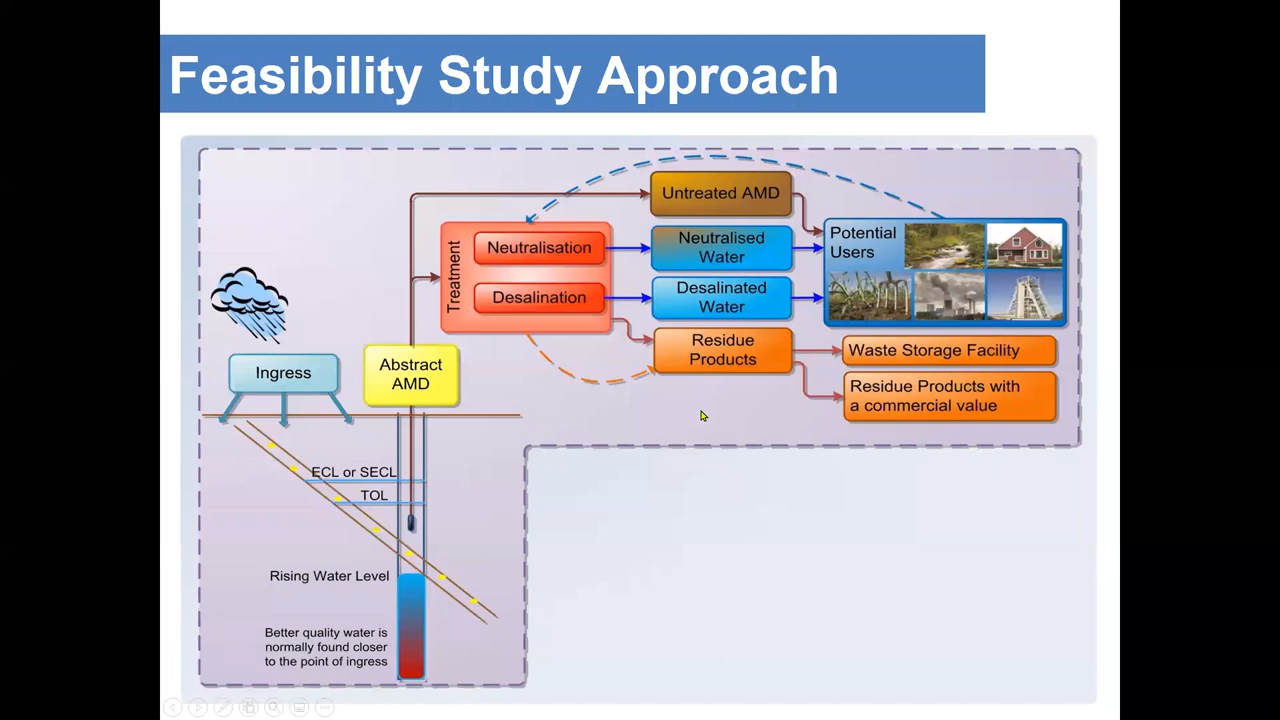 Feasibility Study Approach
Untreated AMD
Treatment
Neutralisation
Neutralised
Water
Potential
Users
Desalination
Desalinated
Water
Residue
Products
Waste Storage Facility
Residue Products with
a commercial value
Ingress
Abstract
AMD
ECL or SECL
TOL
Rising Water Level
Better quality water is
normally found closer
to the point of ingress